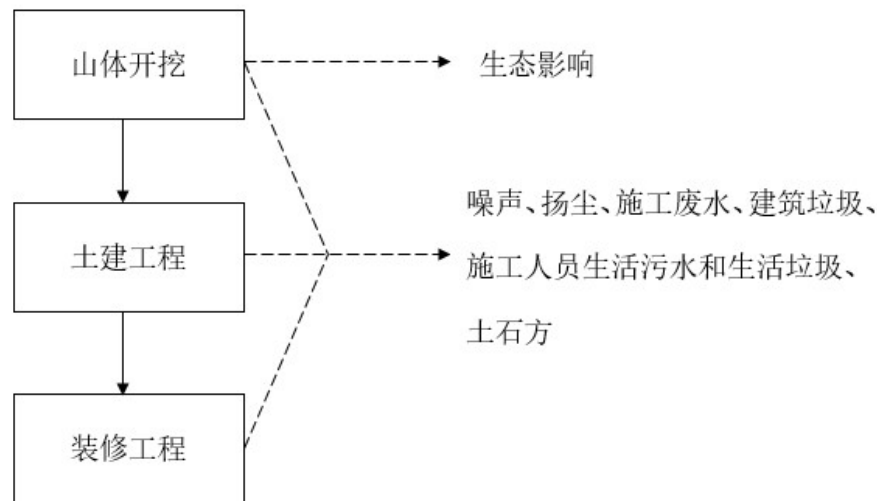 山体开挖
生态影响
噪声、扬尘、施工废水、建筑垃圾、
土建工程
施工人员生活污水和生活垃圾、
土石方
装修工程